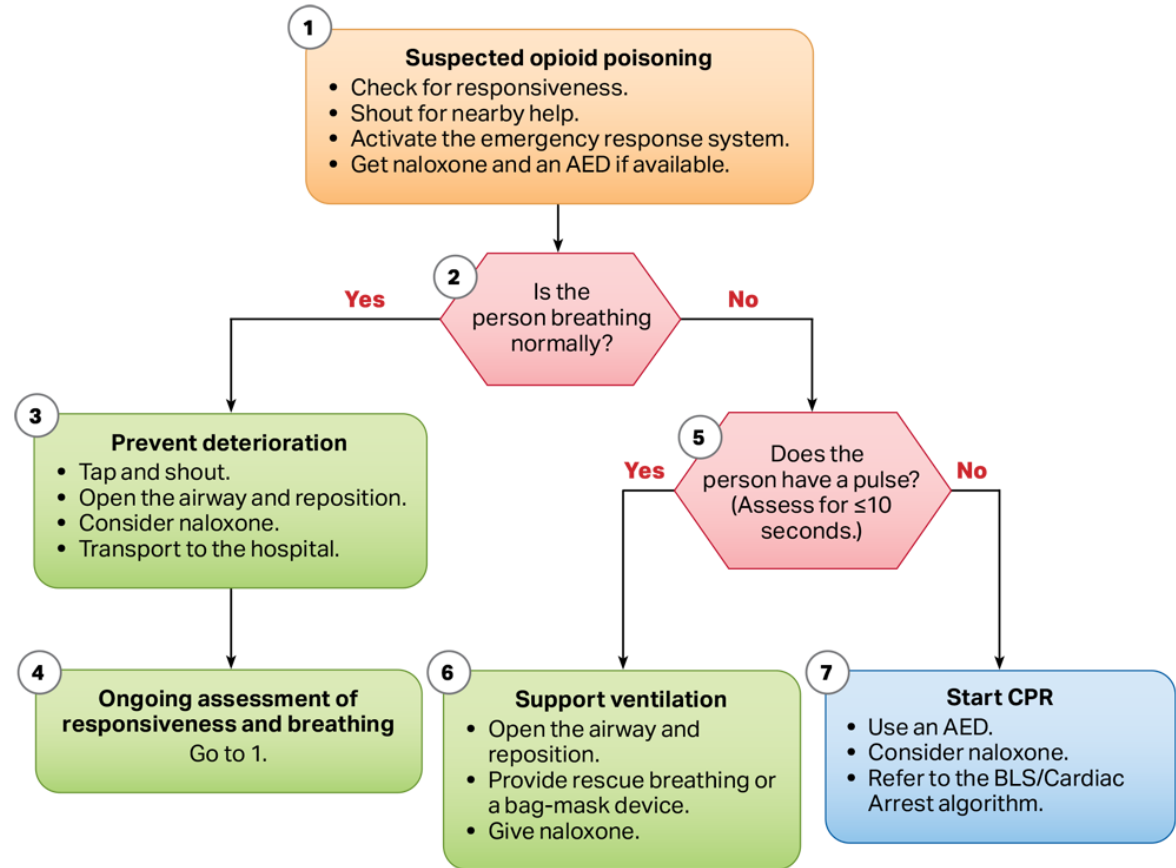 1
Suspected opioid poisoning
• Check for responsiveness.
• Shout for nearby help.
• Activate the emergency response system.
• Get naloxone and an AED if available.
2
Is the
person breathing
normally?
Yes
No
3
Prevent deterioration
• Tap and shout.
• Open the airway and reposition.
• Consider naloxone.
• Transport to the hospital.
4
Ongoing assessment of
responsiveness and breathing
Go to 1.
5
Does the
person have a pulse?
(Assess for ≤10
seconds.)
Yes
No
6
Support ventilation
• Open the airway and
reposition.
• Provide rescue breathing or
a bag-mask device.
• Give naloxone.
7
Start CPR
• Use an AED.
• Consider naloxone.
• Refer to the BLS/Cardiac
Arrest algorithm.